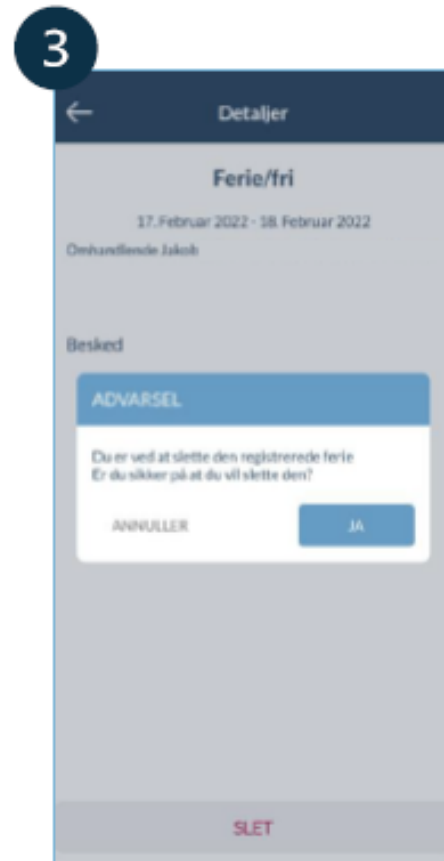 3
Detaljer
Ferie/fri
17. Februar 2022 - 18. Februar 2022
Omhandlende Jakob
Besked
ADVARSEL
Du er ved at slette den registrerede ferie
Er du sikker på at du vil slette den?
ANNULLER JA
SLET